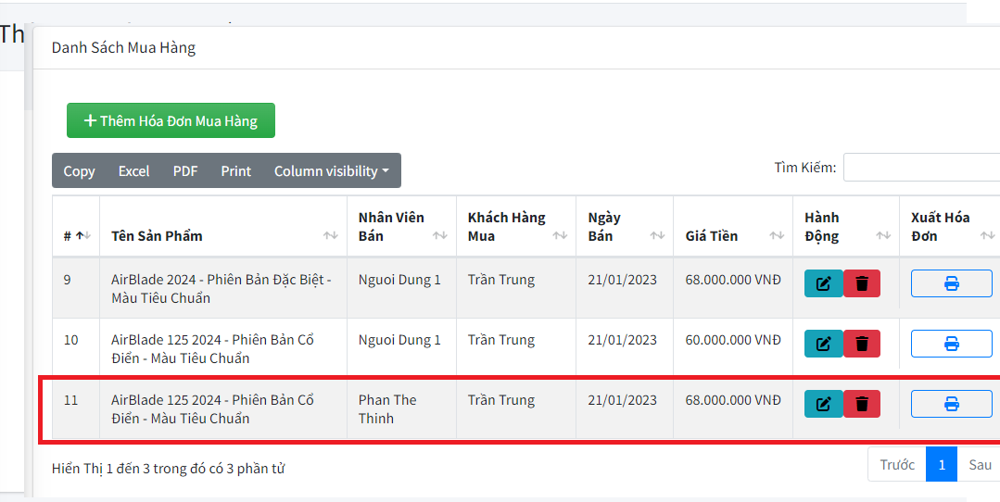 Th
Danh Sách Mua Hàng
Thêm Hóa Đơn Mua Hàng
Copy Excel PDF Print Column visibility
Tìm Kiếm:
# Tên Sản Phẩm Nhân Viên Bán Khách Hàng Mua Ngày Bán Giá Tiền Hành Động Xuất Hóa Đơn
9 AirBlade 2024 - Phiên Bản Đặc Biệt - Nguoi Dung 1 Trần Trung 21/01/2023 68.000.000 VNĐ
Màu Tiêu Chuẩn
10 AirBlade 125 2024 - Phiên Bản Cổ Nguoi Dung 1 Trần Trung 21/01/2023 60.000.000 VNĐ
Điển - Màu Tiêu Chuẩn
11 AirBlade 125 2024 - Phiên Bản Cổ Phan The Trần Trung 21/01/2023 68.000.000 VNĐ
Điển - Màu Tiêu Chuẩn Thinh
Hiển Thị 1 đến 3 trong đó có 3 phần tử
Trước 1 Sau